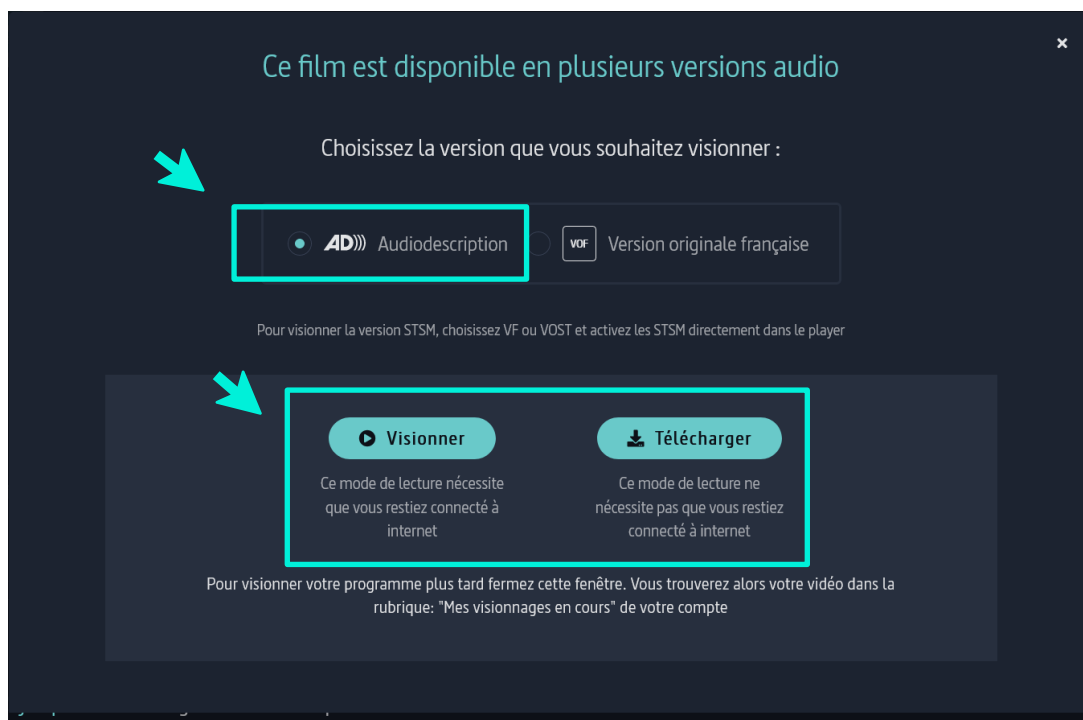 ×
Ce film est disponible en plusieurs versions audio
Choisissez la version que vous souhaitez visionner :
AD))) Audiodescription
VOF Version originale française
Pour visionner la version STSM, choisissez VF ou VOST et activez les STSM directement dans le player
Visionner
Ce mode de lecture nécessite
que vous restiez connecté à
internet
Télécharger
Ce mode de lecture ne
nécessite pas que vous restiez
connecté à internet
Pour visionner votre programme plus tard fermez cette fenêtre. Vous trouverez alors votre vidéo dans la
rubrique: "Mes visionnages en cours" de votre compte